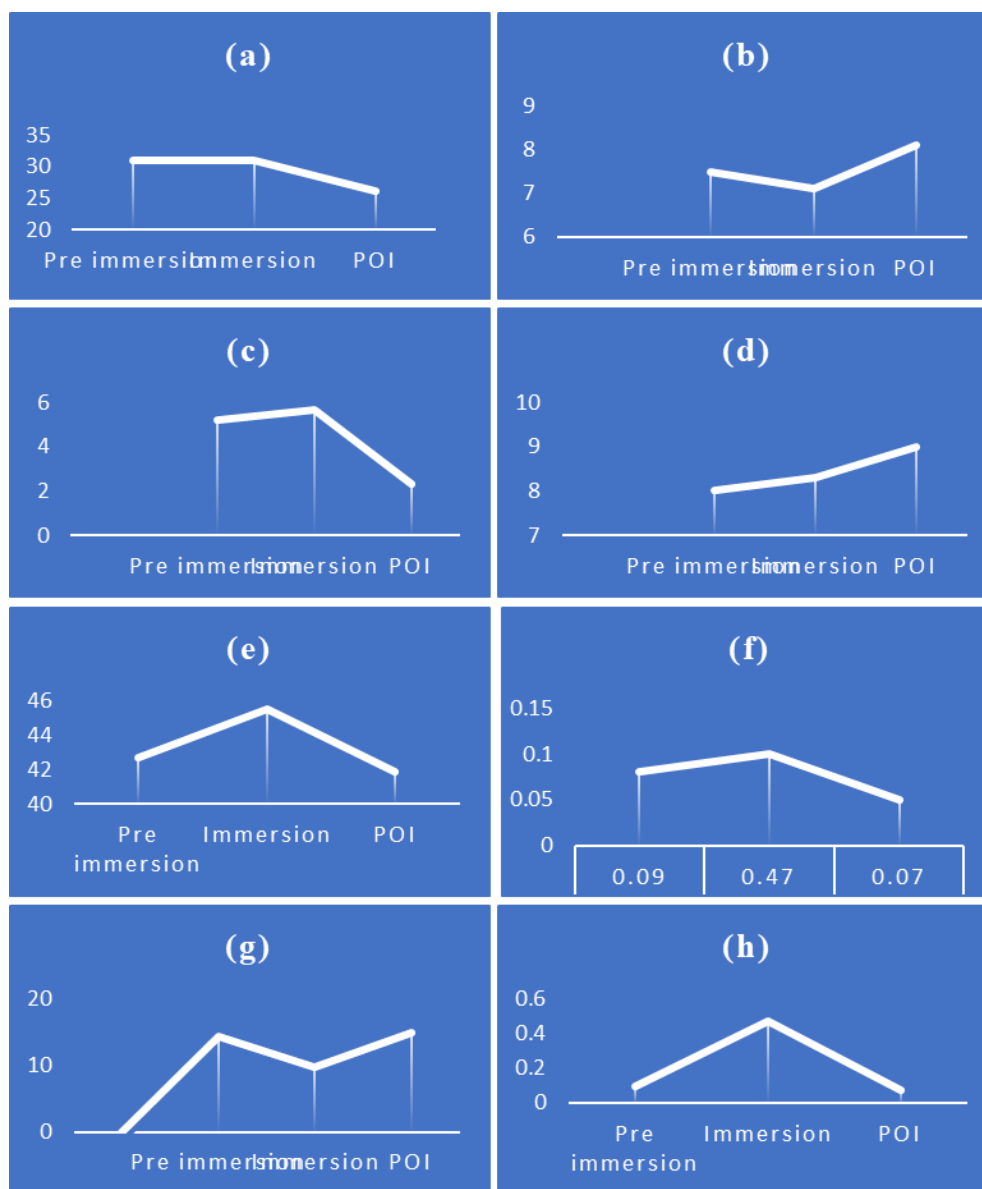 (a)
35
30
25
20
Pre immersion Immersion POI
(b)
9
8
7
6
Pre immersion Immersion POI
(c)
6
4
2
0
Pre immersion Immersion POI
(d)
10
9
8
7
Pre immersion Immersion POI
(e)
46
44
42
40
Pre Immersion POI
immersion
(f)
0.15
0.1
0.05
0
0.09 0.47 0.07
(g)
20
10
0
Pre immersion Immersion POI
(h)
0.6
0.4
0.2
0
Pre Immersion POI
immersion